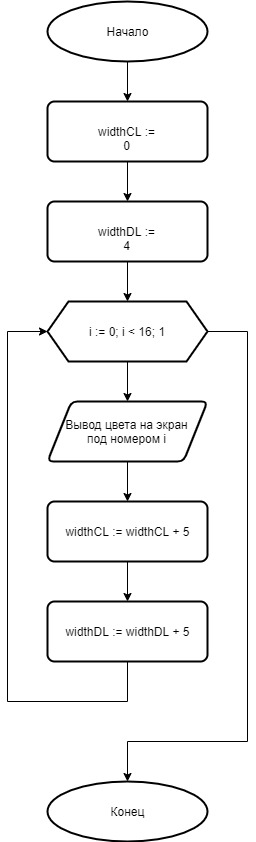 Начало
widthCL :=
0
widthDL :=
4
i := 0; i < 16; 1
Вывод цвета на экран
под номером i
widthCL := widthCL + 5
widthDL := widthDL + 5
Конец